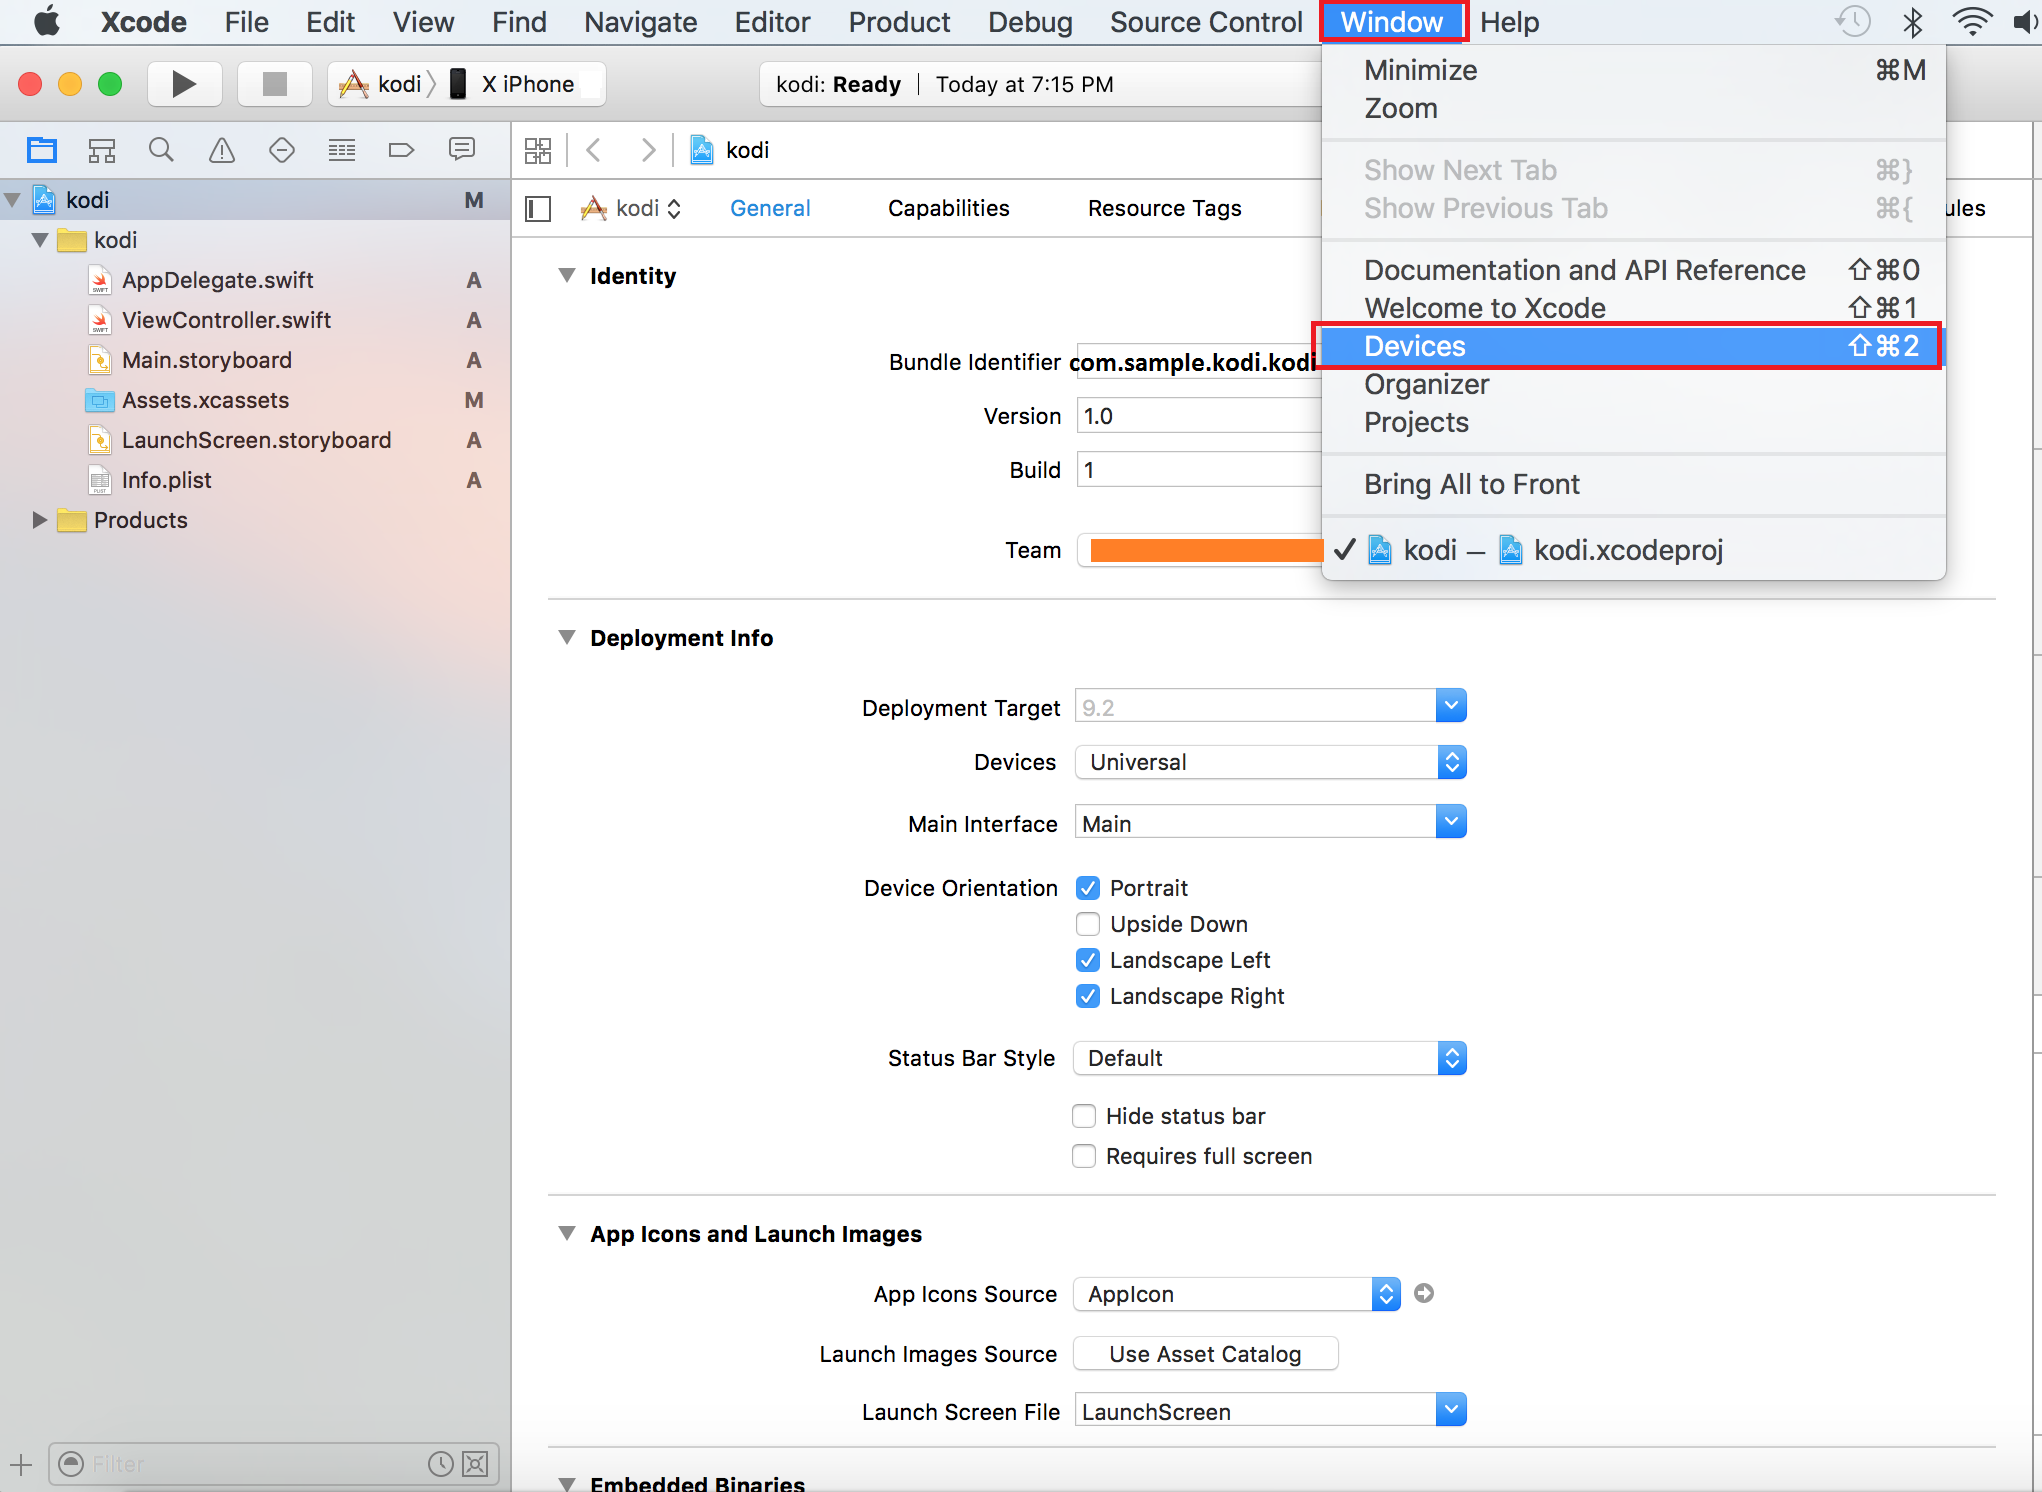 Xcode File Edit View Find Navigate Editor Product Debug Source Control Window Help
kodi X iPhone
kodi: Ready Today at 7:15 PM
kodi
kodi M
kodi
AppDelegate.swift A
ViewController.swift A
Main.storyboard A
Assets.xcassets M
LaunchScreen.storyboard A
Info.plist A
Products
Filter
kodi General Capabilities Resource Tags ules
Identity
Bundle Identifier com.sample.kodi.kodi
Version 1.0
Build 1
Team
Minimize ⌘M
Zoom
Show Next Tab ⌘}
Show Previous Tab ⌘{
Documentation and API Reference ⇧⌘0
Welcome to Xcode ⇧⌘1
Devices ⇧⌘2
Organizer
Projects
Bring All to Front
✓ kodi — kodi.xcodeproj
Deployment Info
Deployment Target 9.2
Devices Universal
Main Interface Main
Device Orientation Portrait
Upside Down
Landscape Left
Landscape Right
Status Bar Style Default
Hide status bar
Requires full screen
App Icons and Launch Images
App Icons Source AppIcon
Launch Images Source Use Asset Catalog
Launch Screen File LaunchScreen
Embedded Binaries